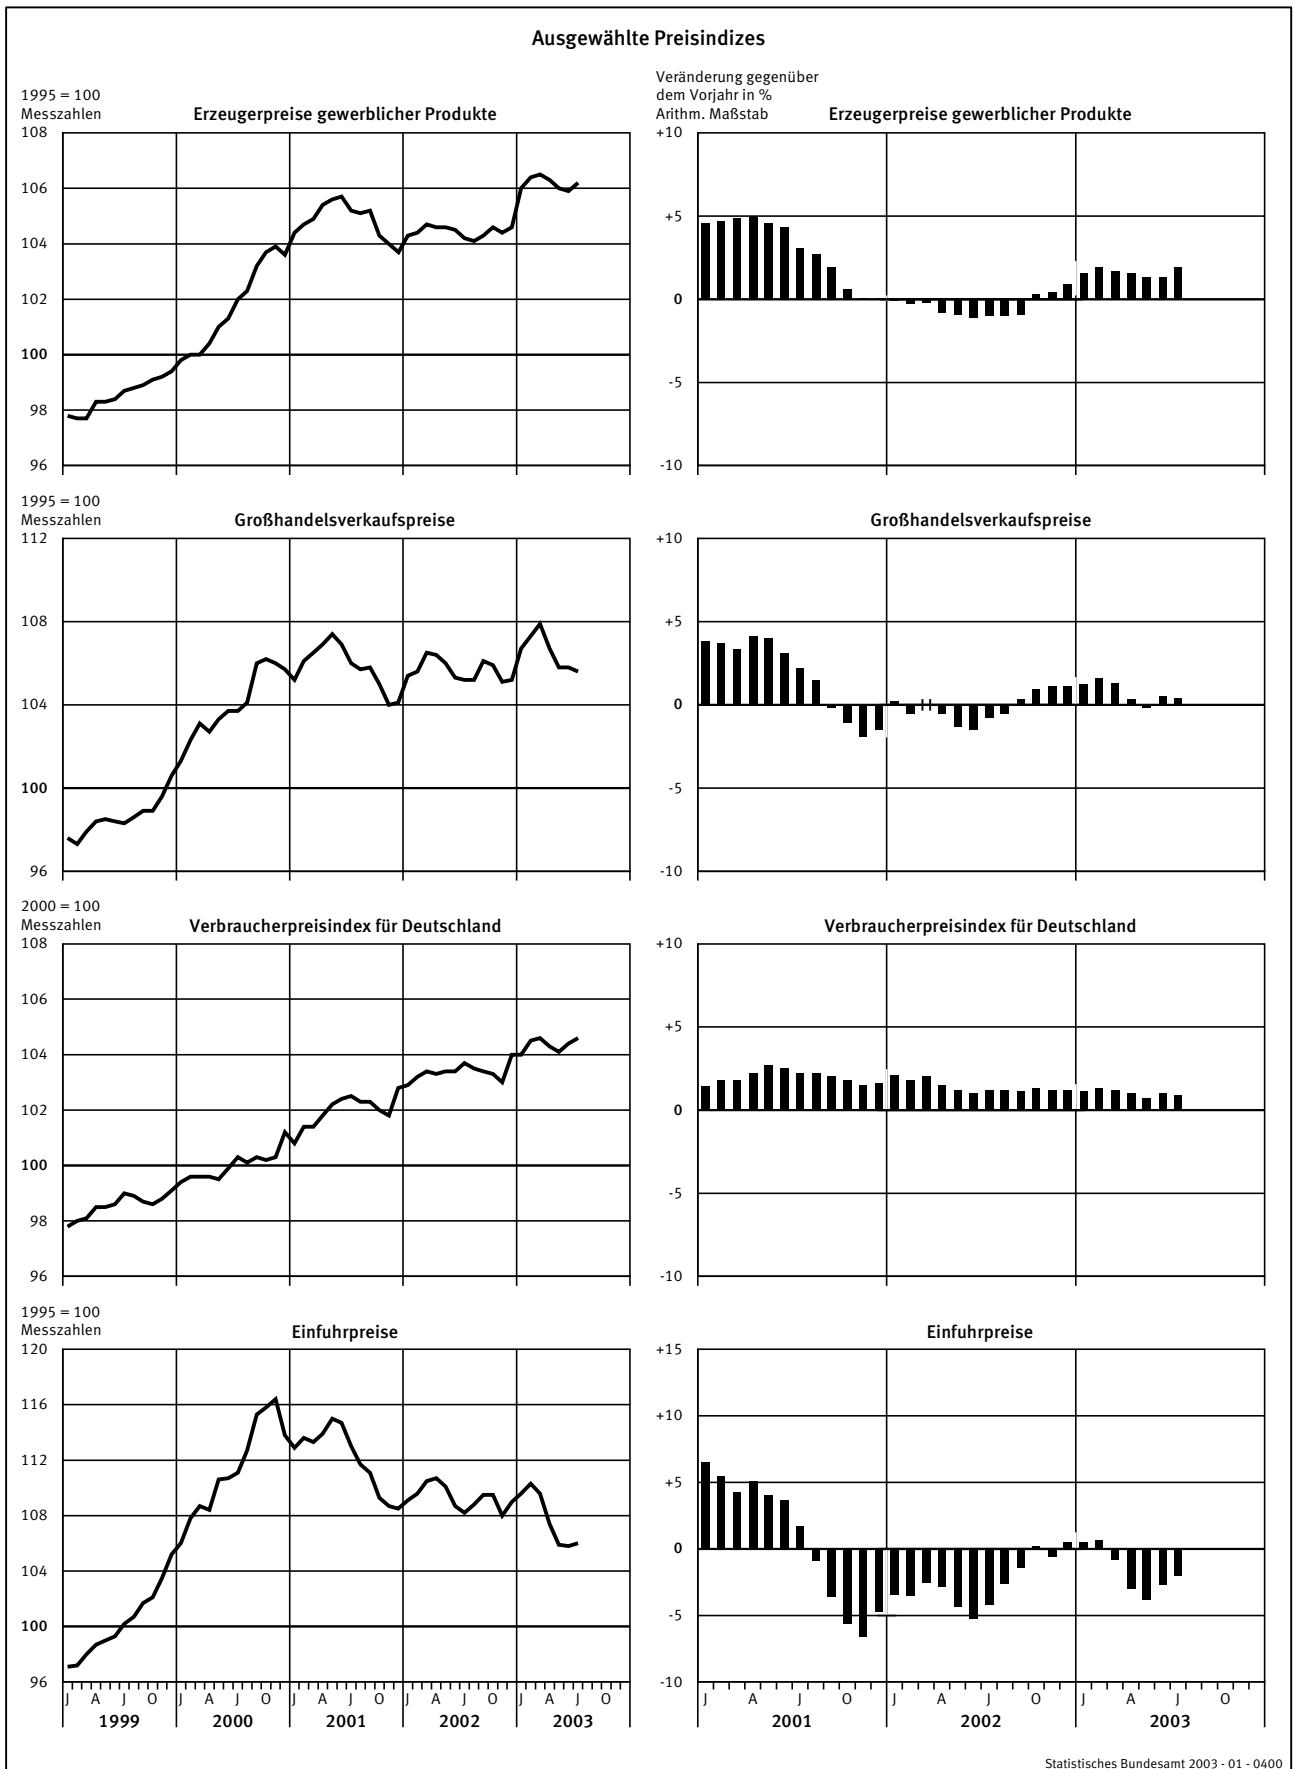 Ausgewählte Preisindizes
1995 = 100
Messzahlen
Erzeugerpreise gewerblicher Produkte
108
106
104
102
100
98
96
Veränderung gegenüber
dem Vorjahr in %
Arithm. Maßstab
Erzeugerpreise gewerblicher Produkte
+10
+5
0
-5
-10
1995 = 100
Messzahlen
Großhandelsverkaufspreise
112
108
104
100
96
Großhandelsverkaufspreise
+10
+5
0
-5
-10
2000 = 100
Messzahlen
Verbraucherpreisindex für Deutschland
108
106
104
102
100
98
96
Verbraucherpreisindex für Deutschland
+10
+5
0
-5
-10
1995 = 100
Messzahlen
Einfuhrpreise
120
116
112
108
104
100
96
J A J O J A J O J A J O J A J O J A J O
1999 2000 2001 2002 2003
Einfuhrpreise
+15
+10
+5
0
-5
-10
J A J O J A J O J A J O
2001 2002 2003
Statistisches Bundesamt 2003 - 01 - 0400